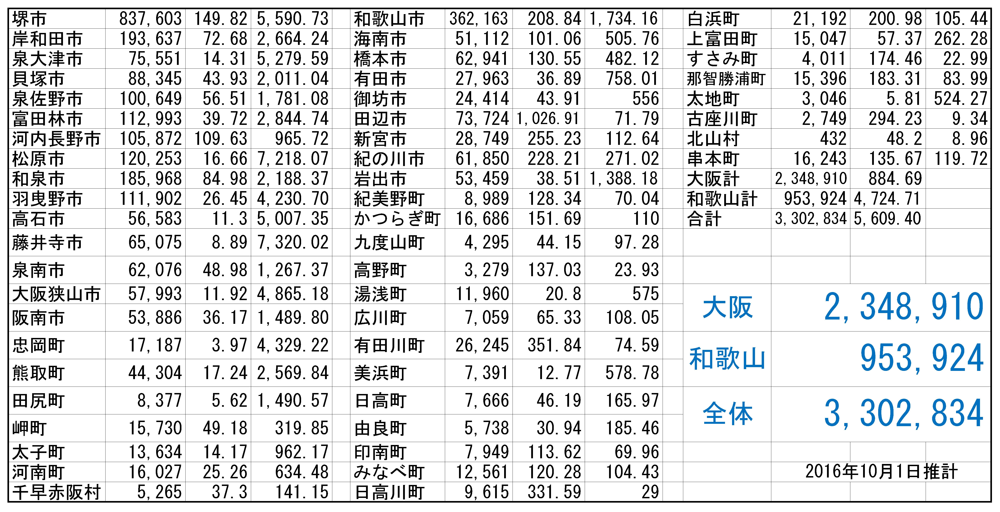 堺市 837,603 149.82 5,590.73 和歌山市 362,163 208.84 1,734.16 白浜町 21,192 200.98 105.44
岸和田市 193,637 72.68 2,664.24 海南市 51,112 101.06 505.76 上富田町 15,047 57.37 262.28
泉大津市 75,551 14.31 5,279.59 橋本市 62,941 130.55 482.12 すさみ町 4,011 174.46 22.99
貝塚市 88,345 43.93 2,011.04 有田市 27,963 36.89 758.01 那智勝浦町 15,396 183.31 83.99
泉佐野市 100,649 56.51 1,781.08 御坊市 24,414 43.91 556 太地町 3,046 5.81 524.27
富田林市 112,993 39.72 2,844.74 田辺市 73,724 1,026.91 71.79 古座川町 2,749 294.23 9.34
河内長野市 105,872 109.63 965.72 新宮市 28,749 255.23 112.64 北山村 432 48.2 8.96
松原市 120,253 16.66 7,218.07 紀の川市 61,850 228.21 271.02 串本町 16,243 135.67 119.72
和泉市 185,968 84.98 2,188.37 岩出市 53,459 38.51 1,388.18 大阪計 2,348,910 884.69
羽曳野市 111,902 26.45 4,230.70 紀美野町 8,989 128.34 70.04 和歌山計 953,924 4,724.71
高石市 56,583 11.3 5,007.35 かつらぎ町 16,686 151.69 110 合計 3,302,834 5,609.40
藤井寺市 65,075 8.89 7,320.02 九度山町 4,295 44.15 97.28
泉南市 62,076 48.98 1,267.37 高野町 3,279 137.03 23.93
大阪狭山市 57,993 11.92 4,865.18 湯浅町 11,960 20.8 575
大阪 2,348,910
阪南市 53,886 36.17 1,489.80 広川町 7,059 65.33 108.05
忠岡町 17,187 3.97 4,329.22 有田川町 26,245 351.84 74.59
和歌山 953,924
熊取町 44,304 17.24 2,569.84 美浜町 7,391 12.77 578.78
田尻町 8,377 5.62 1,490.57 日高町 7,666 46.19 165.97
全体 3,302,834
岬町 15,730 49.18 319.85 由良町 5,738 30.94 185.46
太子町 13,634 14.17 962.17 印南町 7,949 113.62 69.96
河南町 16,027 25.26 634.48 みなべ町 12,561 120.28 104.43 2016年10月1日推計
千早赤阪村 5,265 37.3 141.15 日高川町 9,615 331.59 29